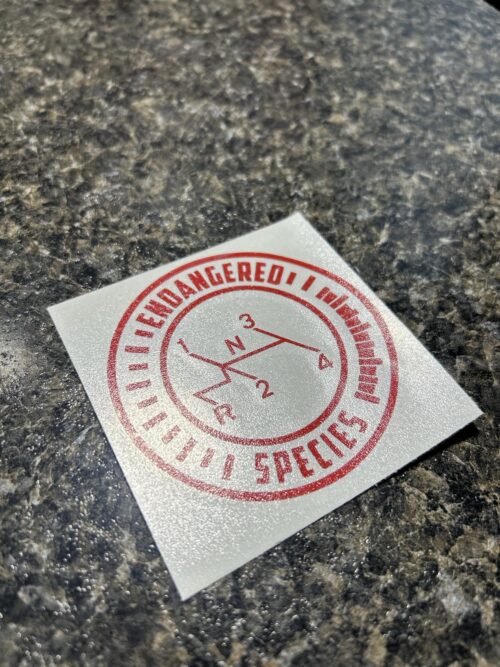 ENDANGERED
1 N 3
R 2 4
SPECIES